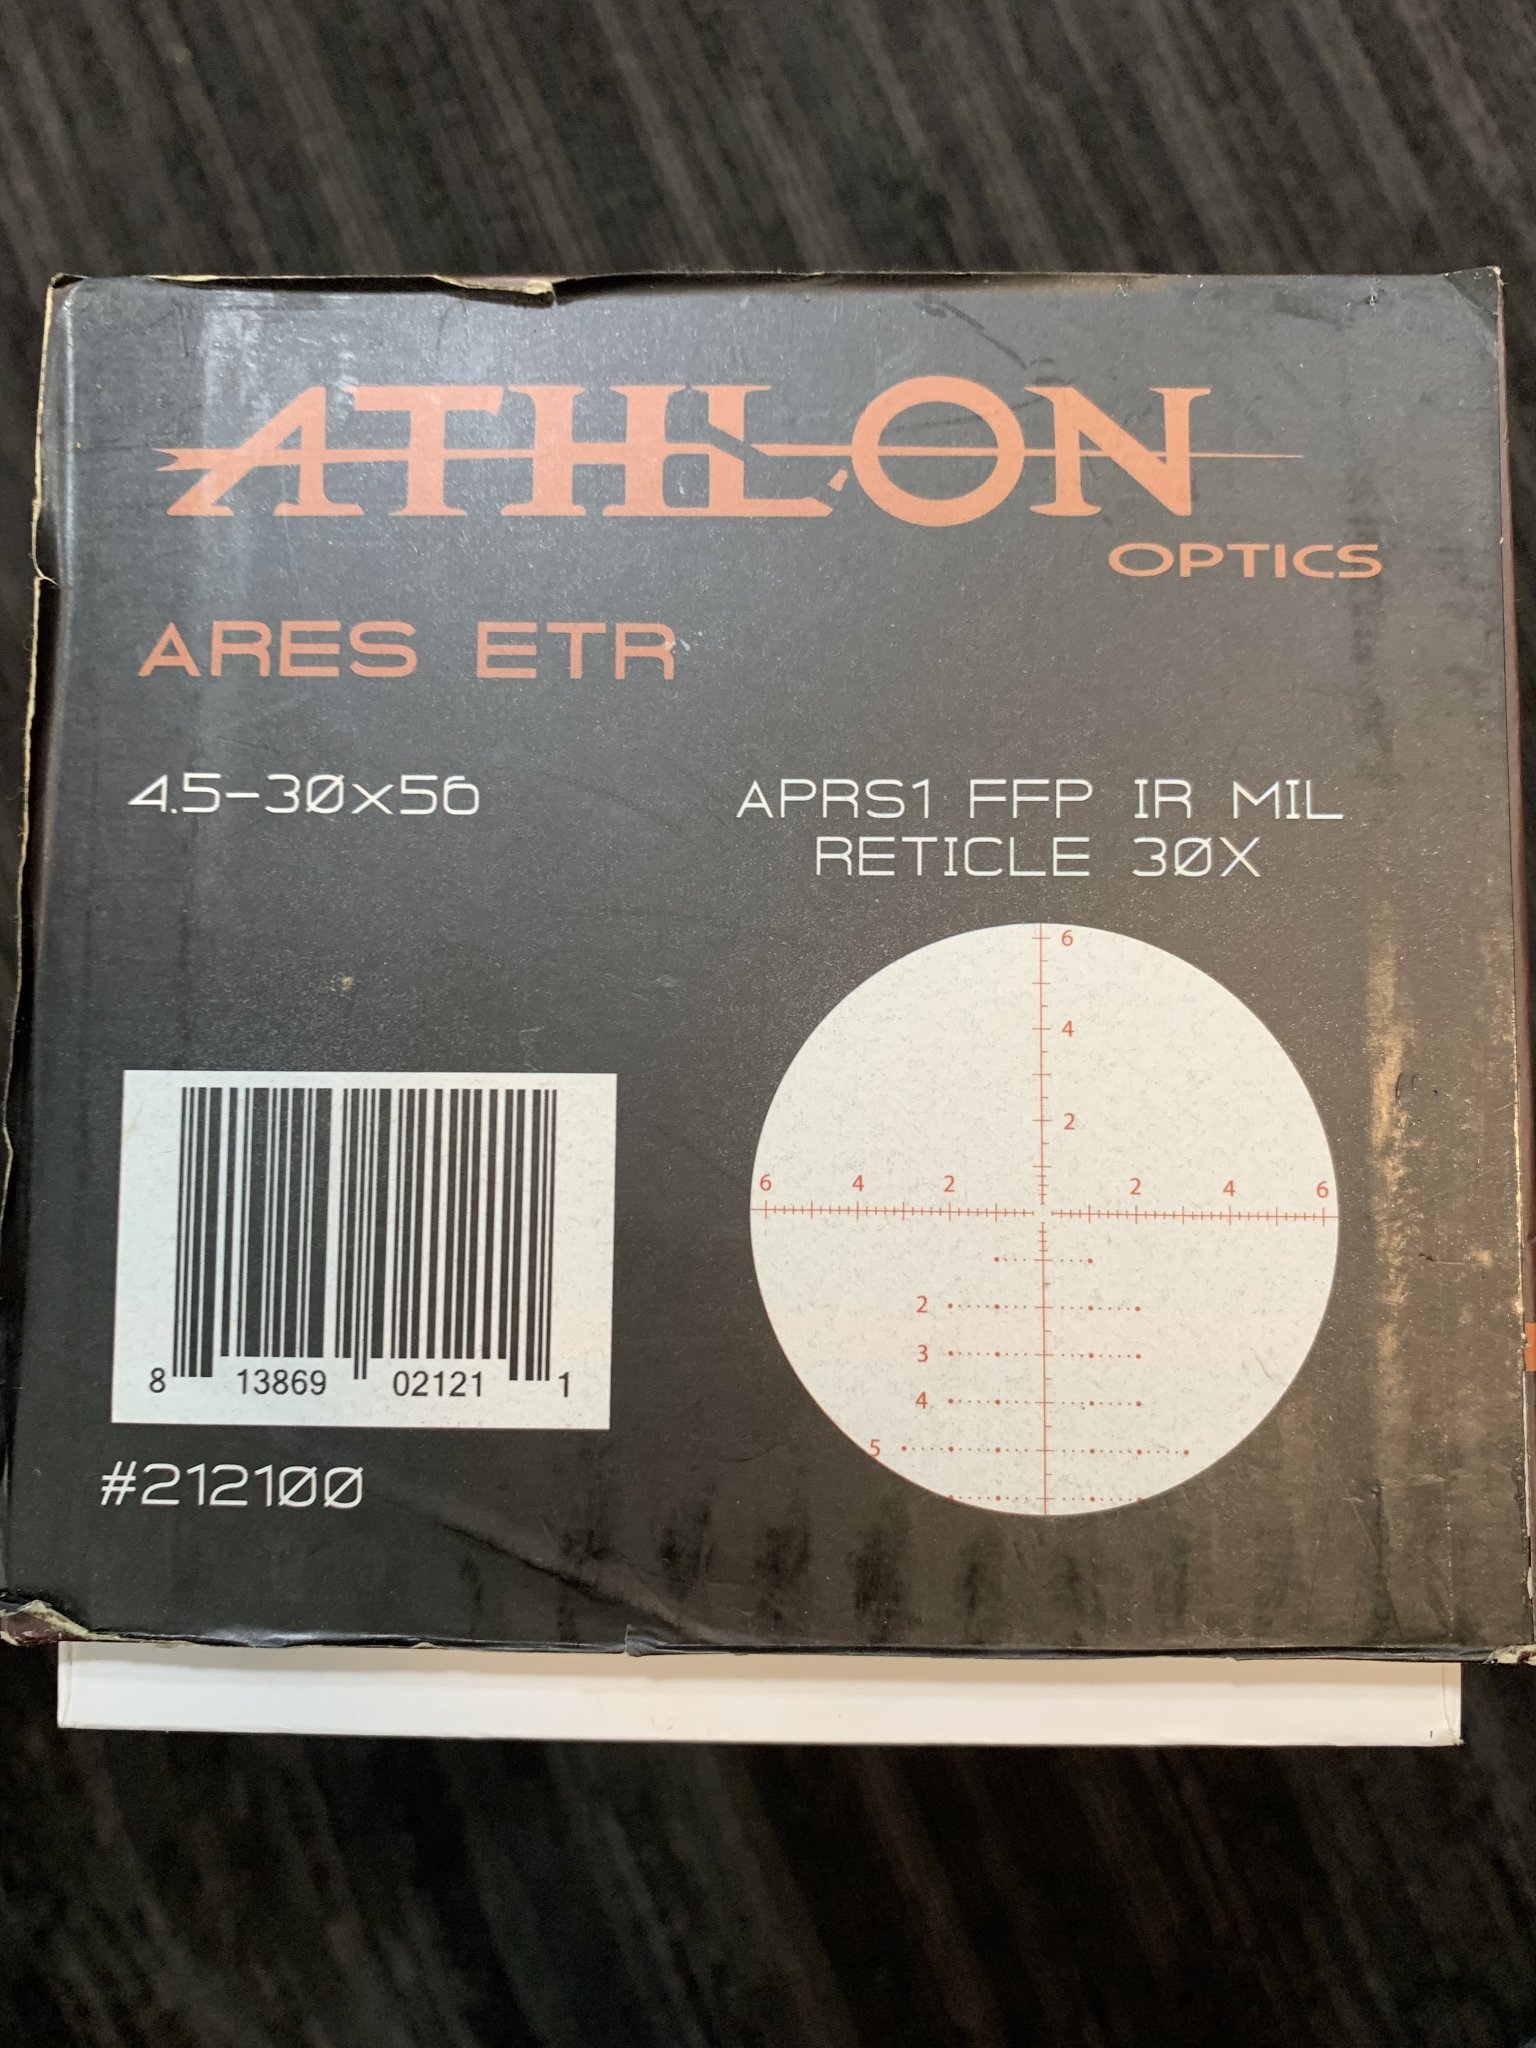 ATHLON
OPTICS
ARES ETR
4.5-30x56
APRS1 FFP IR MIL
RETICLE 30X
6
4
2
6 4 2 2 4 6
2
3
4
5
8 13869 02121 1
#212100